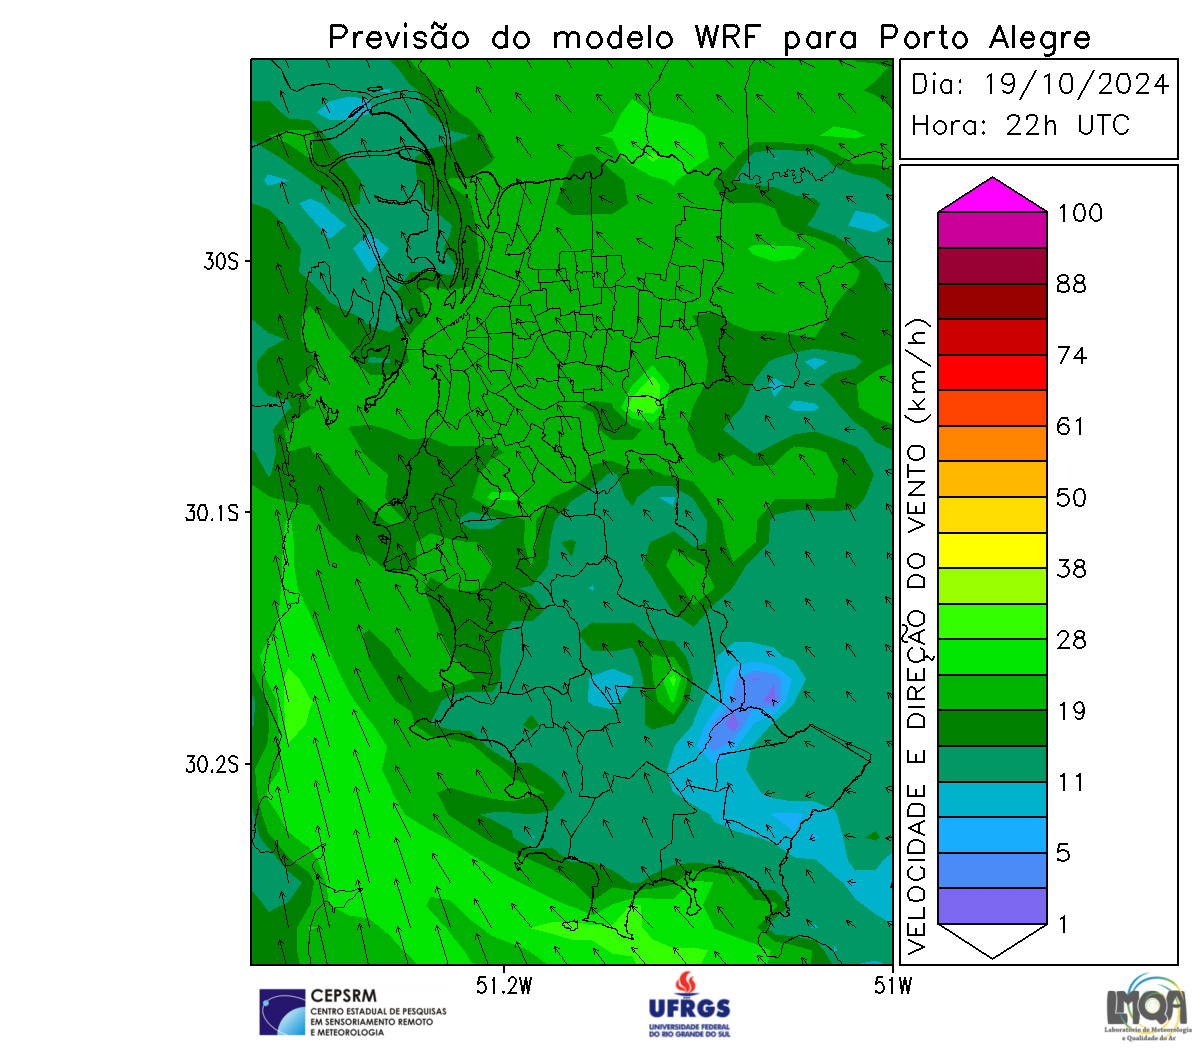 Previsão do modelo WRF para Porto Alegre
Dia: 19/10/2024
Hora: 22h UTC
30S
30.1S
30.2S
51.2W
51W
VELOCIDADE E DIREÇÃO DO VENTO (km/h)
100
88
74
61
50
38
28
19
11
5
1
CEPSRM
CENTRO ESTADUAL DE PESQUISAS
EM SENSORIAMENTO REMOTO
E METEOROLOGIA
UFRGS
UNIVERSIDADE FEDERAL
DO RIO GRANDE DO SUL
LMQA
Laboratório de Meteorologia
e Qualidade do Ar